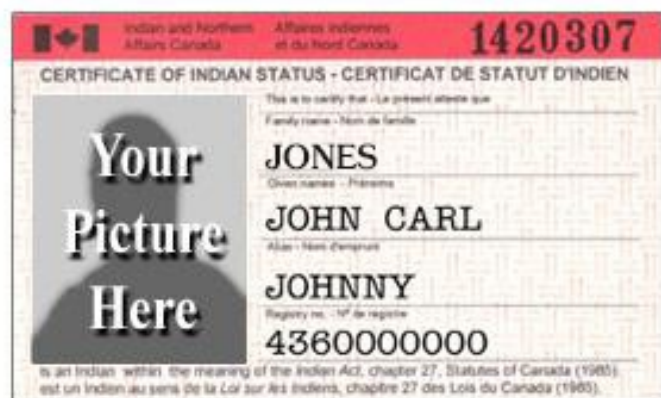 Indian and Northern Affaires indiennes
Affairs Canada et du Nord Canada
1420307
CERTIFICATE OF INDIAN STATUS - CERTIFICAT DE STATUT D'INDIEN
This is to certify that - Le présent atteste que
Family name - Nom de famille
JONES
Given names - Prénoms
JOHN CARL
Alias - Nom d'emprunt
JOHNNY
Registry no. - Nº de registre
4360000000
Your
Picture
Here
is an Indian within the meaning of the Indian Act, chapter 27, Statutes of Canada (1985).
est un Indien au sens de la Loi sur les Indiens, chapitre 27 des Lois du Canada (1985).